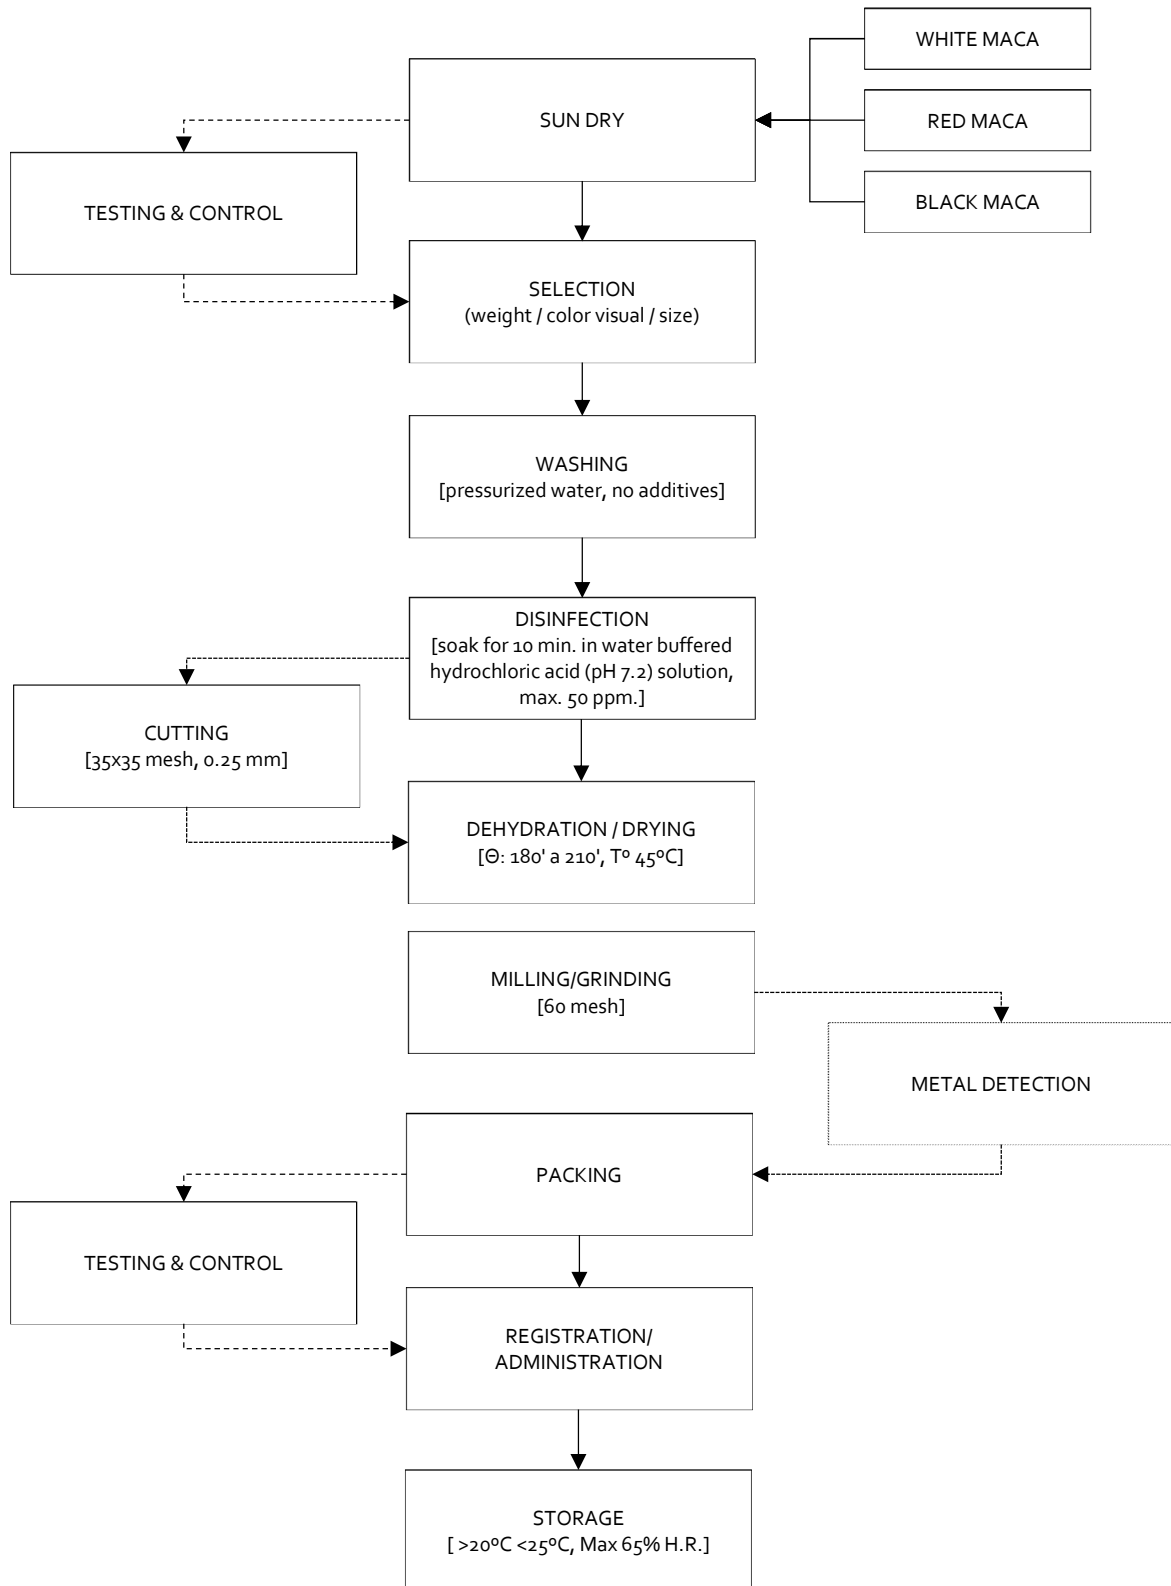 WHITE MACA
SUN DRY
RED MACA
BLACK MACA
TESTING & CONTROL
SELECTION
(weight / color visual / size)
WASHING
[pressurized water, no additives]
DISINFECTION
[soak for 10 min. in water buffered
hydrochloric acid (pH 7.2) solution,
max. 50 ppm.]
CUTTING
[35x35 mesh, 0.25 mm]
DEHYDRATION / DRYING
[Θ: 180' a 210', Tº 45ºC]
MILLING/GRINDING
[60 mesh]
METAL DETECTION
PACKING
TESTING & CONTROL
REGISTRATION/
ADMINISTRATION
STORAGE
[ >20ºC <25ºC, Max 65% H.R.]